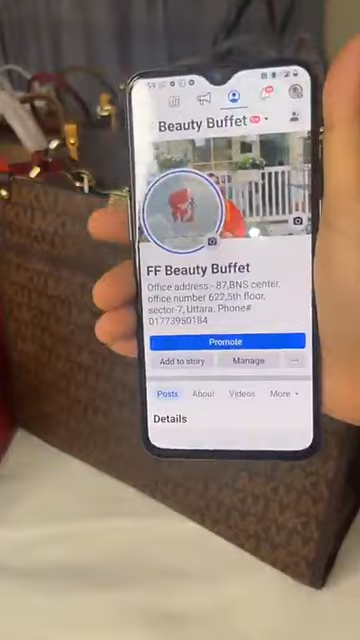 Beauty Buffet
FF Beauty Buffet
Office address - 87,BNS center,
office number 622,5th floor,
sector-7, Uttara. Phone#
01773950184
Promote
Add to story Manage ...
Posts About Videos More
Details